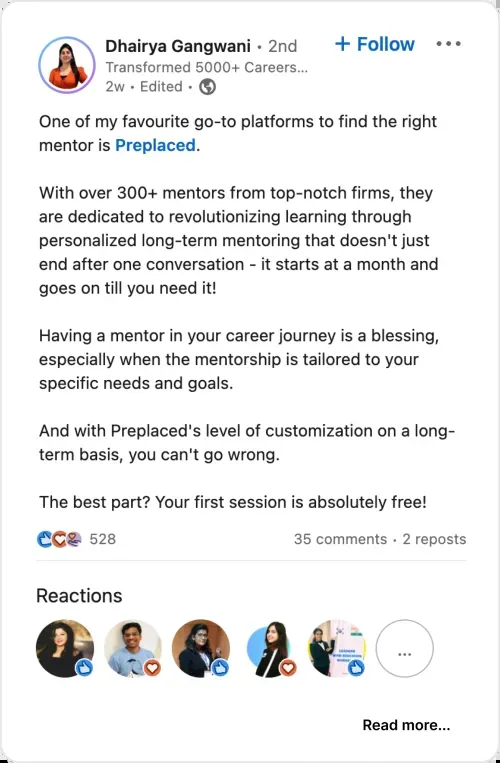 Dhairya Gangwani • 2nd
+ Follow
Transformed 5000+ Careers...
2w • Edited •
One of my favourite go-to platforms to find the right
mentor is Preplaced.
With over 300+ mentors from top-notch firms, they
are dedicated to revolutionizing learning through
personalized long-term mentoring that doesn't just
end after one conversation - it starts at a month and
goes on till you need it!
Having a mentor in your career journey is a blessing,
especially when the mentorship is tailored to your
specific needs and goals.
And with Preplaced's level of customization on a long-
term basis, you can't go wrong.
The best part? Your first session is absolutely free!
528
35 comments • 2 reposts
Reactions
...
Read more...